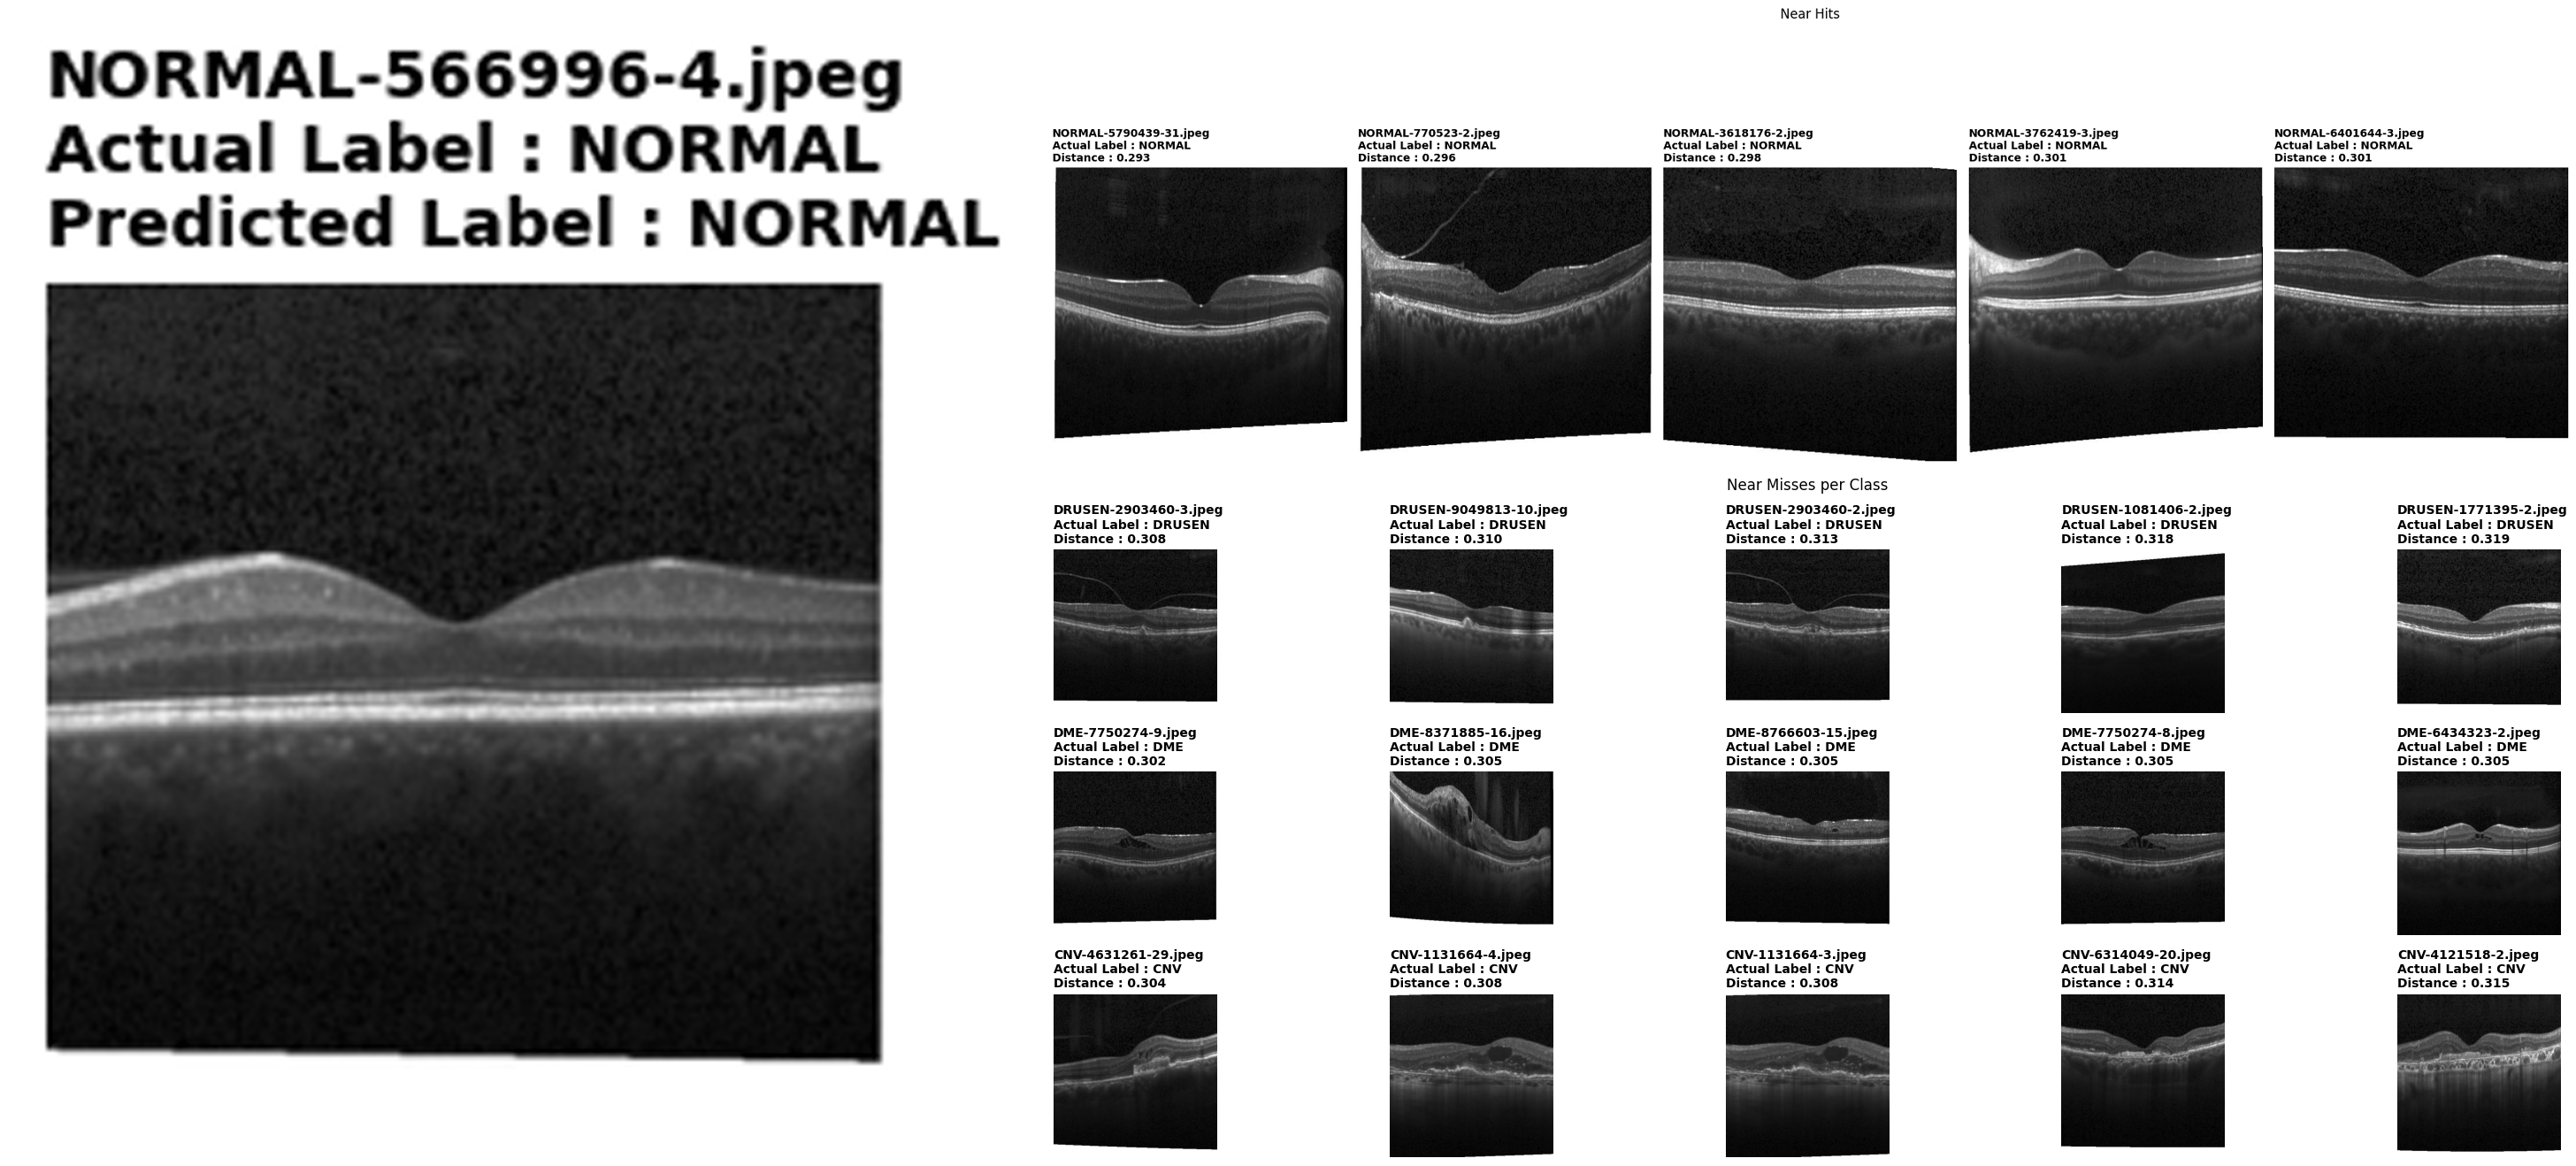 NORMAL-566996-4.jpeg
Actual Label : NORMAL
Predicted Label : NORMAL
Near Hits
NORMAL-5790439-31.jpeg
Actual Label : NORMAL
Distance : 0.293
NORMAL-770523-2.jpeg
Actual Label : NORMAL
Distance : 0.296
NORMAL-3618176-2.jpeg
Actual Label : NORMAL
Distance : 0.298
NORMAL-3762419-3.jpeg
Actual Label : NORMAL
Distance : 0.301
NORMAL-6401644-3.jpeg
Actual Label : NORMAL
Distance : 0.301
Near Misses per Class
DRUSEN-2903460-3.jpeg
Actual Label : DRUSEN
Distance : 0.308
DRUSEN-9049813-10.jpeg
Actual Label : DRUSEN
Distance : 0.310
DRUSEN-2903460-2.jpeg
Actual Label : DRUSEN
Distance : 0.313
DRUSEN-1081406-2.jpeg
Actual Label : DRUSEN
Distance : 0.318
DRUSEN-1771395-2.jpeg
Actual Label : DRUSEN
Distance : 0.319
DME-7750274-9.jpeg
Actual Label : DME
Distance : 0.302
DME-8371885-16.jpeg
Actual Label : DME
Distance : 0.305
DME-8766603-15.jpeg
Actual Label : DME
Distance : 0.305
DME-7750274-8.jpeg
Actual Label : DME
Distance : 0.305
DME-6434323-2.jpeg
Actual Label : DME
Distance : 0.305
CNV-4631261-29.jpeg
Actual Label : CNV
Distance : 0.304
CNV-1131664-4.jpeg
Actual Label : CNV
Distance : 0.308
CNV-1131664-3.jpeg
Actual Label : CNV
Distance : 0.308
CNV-6314049-20.jpeg
Actual Label : CNV
Distance : 0.314
CNV-4121518-2.jpeg
Actual Label : CNV
Distance : 0.315